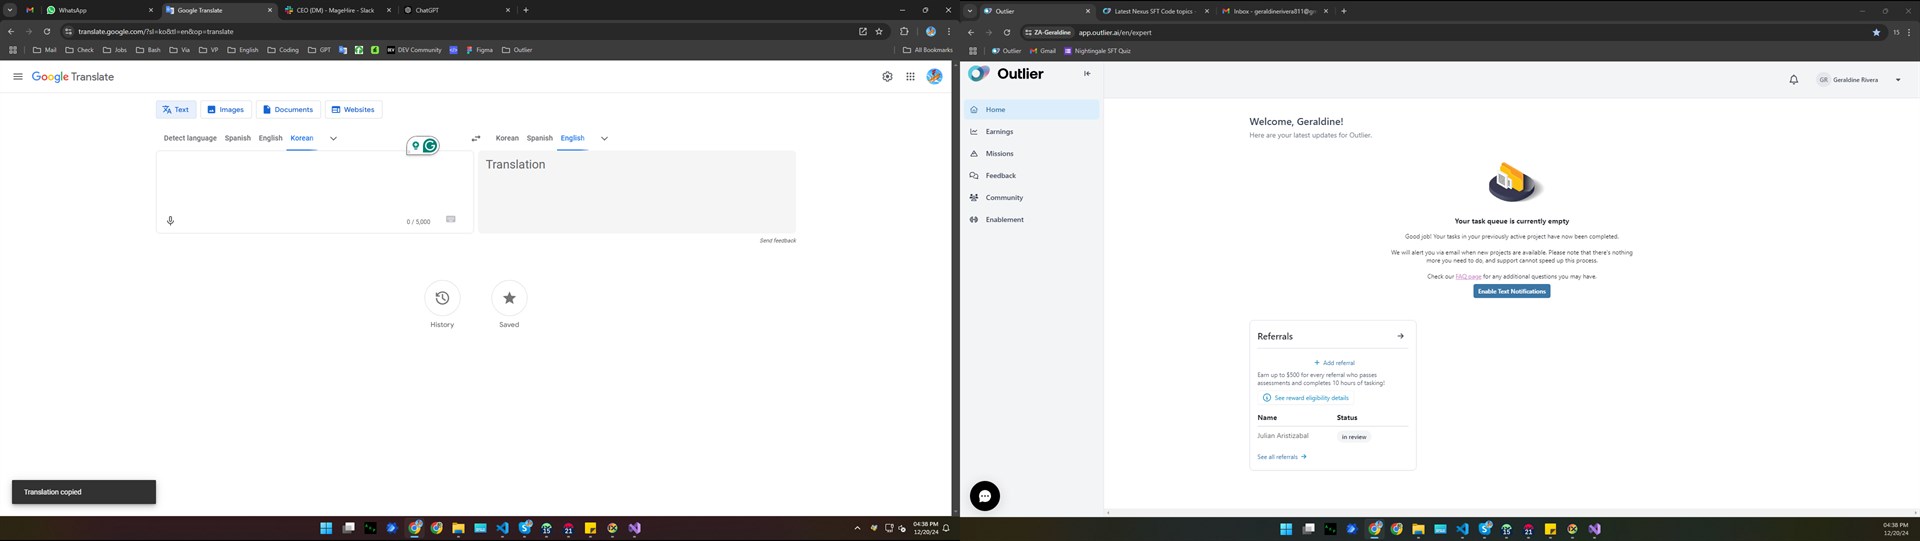 WhatsApp
Google Translate
CEO (DM) - MageHire - Slack
ChatGPT
translate.google.com/?sl=ko&tl=en&op=translate
Mail
Check
Jobs
Bash
Via
VP
English
Coding
GPT
DEV Community
Figma
Outlier
All Bookmarks
Google Translate
Text
Images
Documents
Websites
Detect language
Spanish
English
Korean
Korean
Spanish
English
Translation
0 / 5,000
Send feedback
History
Saved
Translation copied
04:38 PM
12/20/24
Outlier
Latest Nexus SFT Code topics
Inbox - geraldinerivera811@g
ZA-Geraldine
app.outlier.ai/en/expert
15
Outlier
Gmail
Nightingale SFT Quiz
Outlier
GR
Geraldine Rivera
Home
Earnings
Missions
Feedback
Community
Enablement
Welcome, Geraldine!
Here are your latest updates for Outlier.
Your task queue is currently empty
Good job! Your tasks in your previously active project have now been completed.
We will alert you via email when new projects are available. Please note that there's nothing
more you need to do, and support cannot speed up this process.
Check our FAQ page for any additional questions you may have.
Enable Text Notifications
Referrals
+ Add referral
Earn up to $500 for every referral who passes
assessments and completes 10 hours of tasking!
See reward eligibility details
Name
Status
Julian Aristizabal
in review
See all referrals
04:38 PM
12/20/24